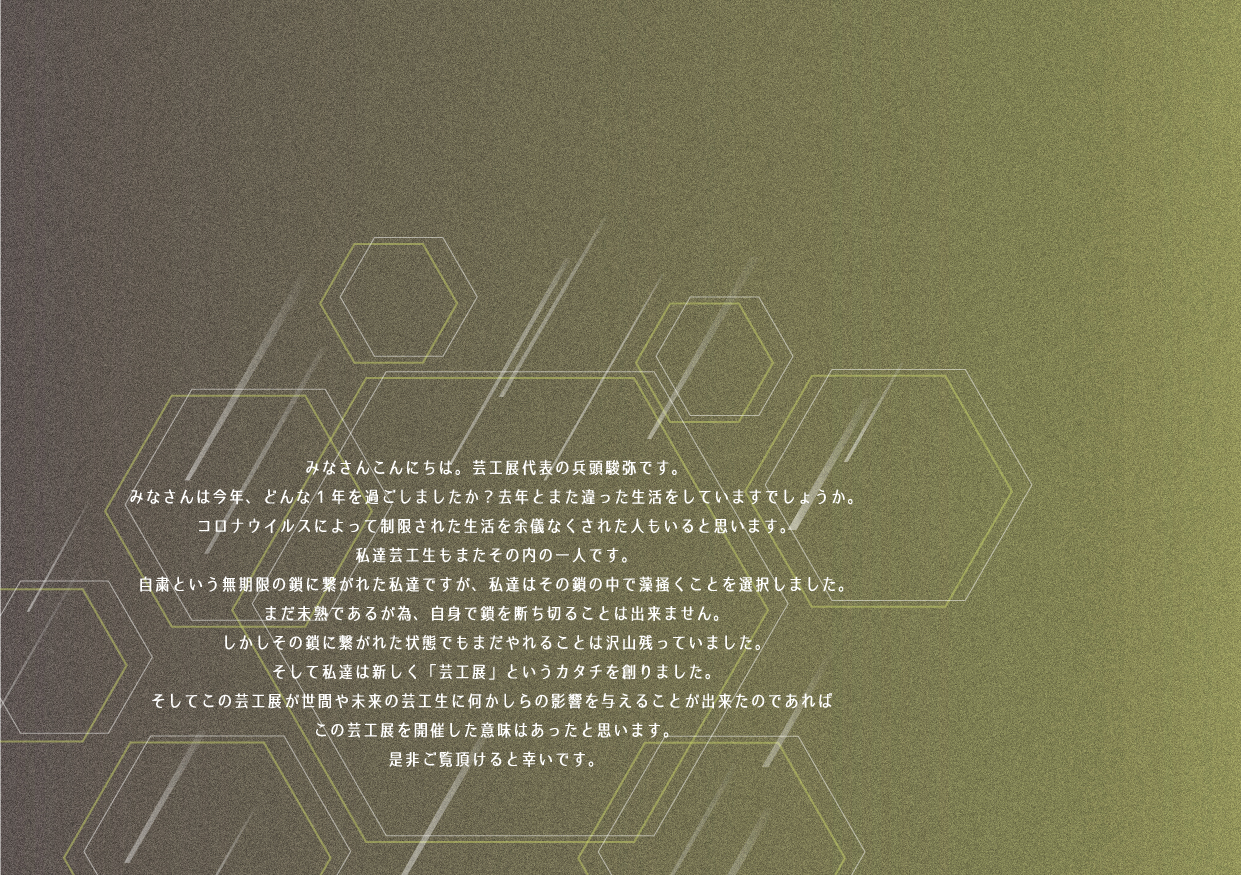 みなさんこんにちは。芸工展代表の兵頭駿弥です。
みなさんは今年、どんな１年を過ごしましたか？去年とまた違った生活をしていますでしょうか。
コロナウイルスによって制限された生活を余儀なくされた人もいると思います。
私達芸工生もまたその内の一人です。
自粛という無期限の鎖に繋がれた私達ですが、私達はその鎖の中で藻掻くことを選択しました。
まだ未熟であるが為、自身で鎖を断ち切ることは出来ません。
しかしその鎖に繋がれた状態でもまだやれることは沢山残っていました。
そして私達は新しく「芸工展」というカタチを創りました。
そしてこの芸工展が世間や未来の芸工生に何かしらの影響を与えることが出来たのであれば
この芸工展を開催した意味はあったと思います。
是非ご覧頂けると幸いです。